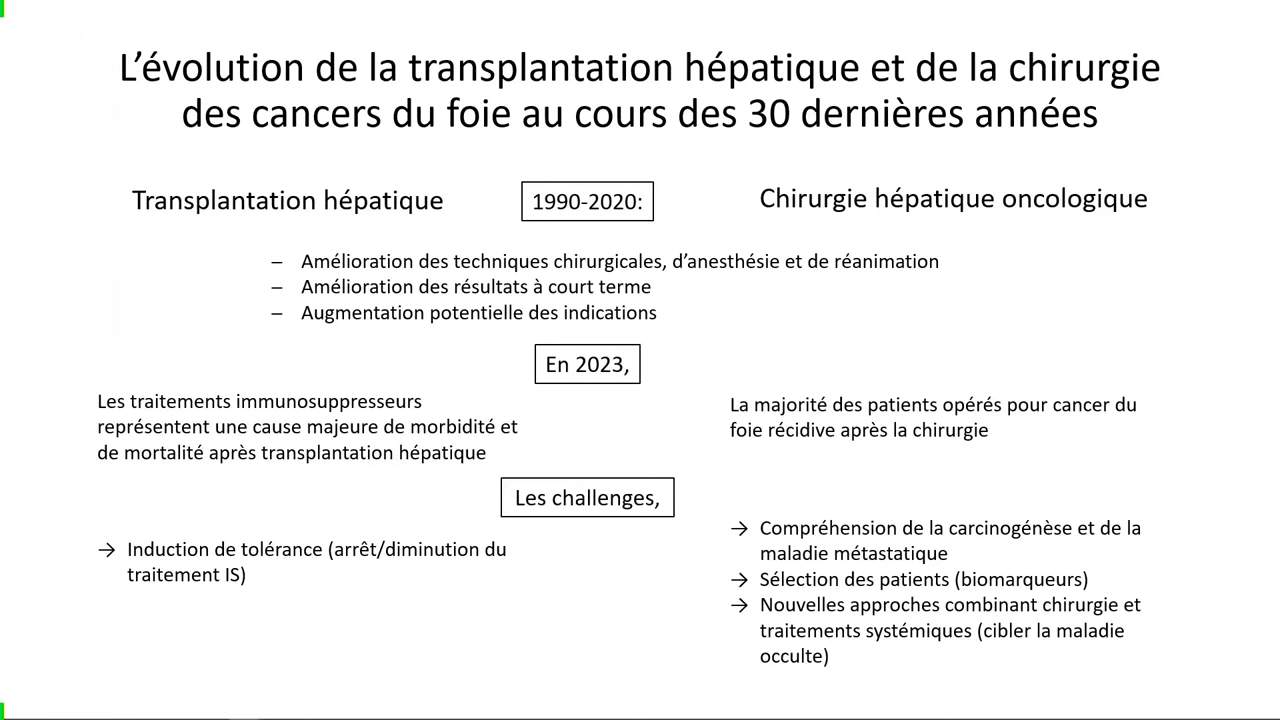 L’évolution de la transplantation hépatique et de la chirurgie
des cancers du foie au cours des 30 dernières années
Transplantation hépatique
1990-2020:
Chirurgie hépatique oncologique
– Amélioration des techniques chirurgicales, d’anesthésie et de réanimation
– Amélioration des résultats à court terme
– Augmentation potentielle des indications
En 2023,
Les traitements immunosuppresseurs
représentent une cause majeure de morbidité et
de mortalité après transplantation hépatique
La majorité des patients opérés pour cancer du
foie récidive après la chirurgie
Les challenges,
→ Induction de tolérance (arrêt/diminution du
traitement IS)
→ Compréhension de la carcinogénèse et de la
maladie métastatique
→ Sélection des patients (biomarqueurs)
→ Nouvelles approches combinant chirurgie et
traitements systémiques (cibler la maladie
occulte)